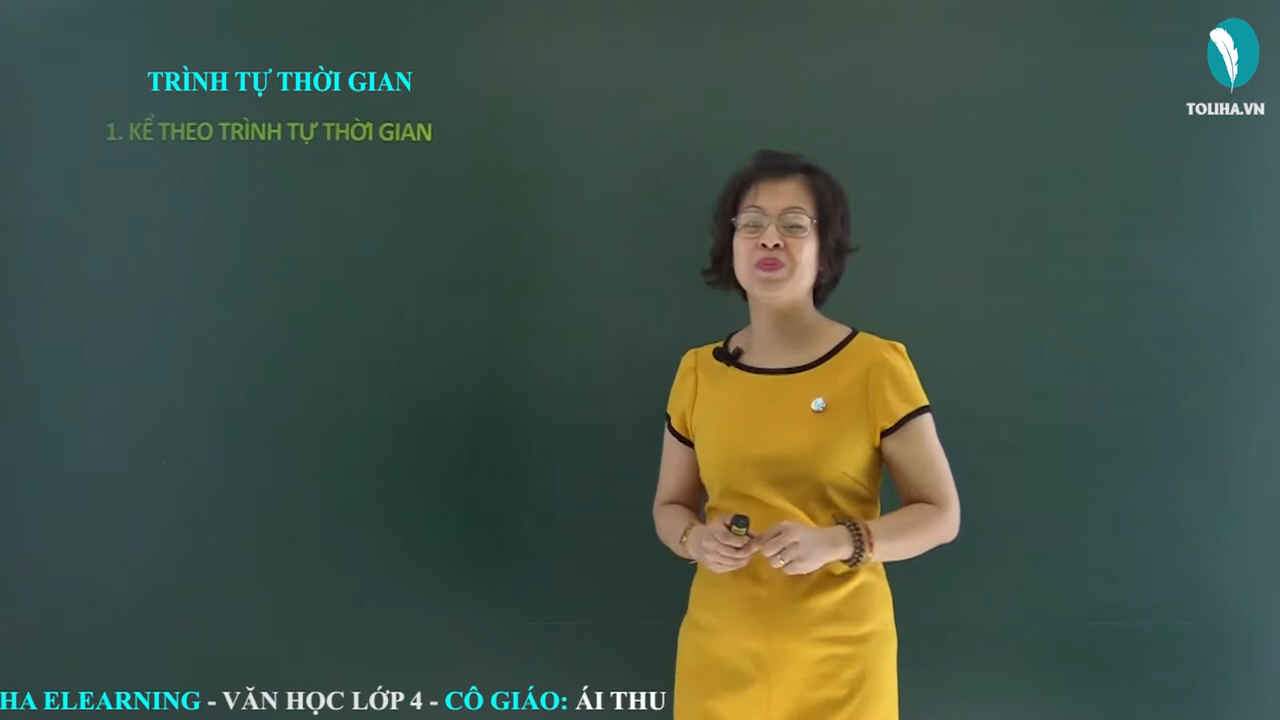 TRÌNH TỰ THỜI GIAN
1. KỂ THEO TRÌNH TỰ THỜI GIAN
TOLIHA.VN
HA ELEARNING - VĂN HỌC LỚP 4 - CÔ GIÁO: ÁI THU